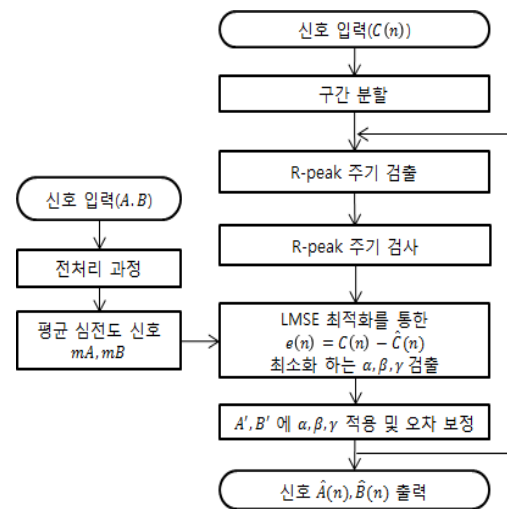 신호 입력(C(n))
구간 분할
R-peak 주기 검출
신호 입력(A.B)
R-peak 주기 검사
전처리 과정
평균 심전도 신호
mA, mB
LMSE 최적화를 통한
e(n) = C(n) − Ĉ(n)
최소화 하는 α, β, γ 검출
A′, B′ 에 α, β, γ 적용 및 오차 보정
신호 Â(n), B̂(n) 출력